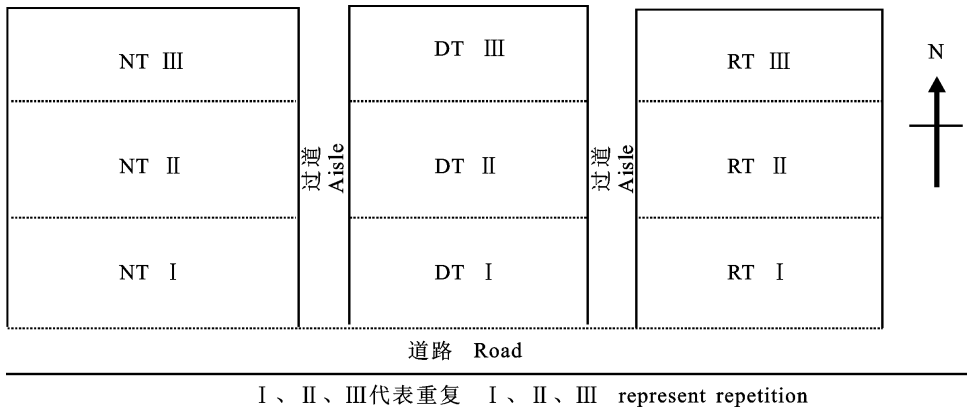 NT Ⅲ
DT Ⅲ
RT Ⅲ
N
NT Ⅱ
过道
Aisle
DT Ⅱ
过道
Aisle
RT Ⅱ
NT Ⅰ
DT Ⅰ
RT Ⅰ
道路 Road
Ⅰ、Ⅱ、Ⅲ代表重复 Ⅰ、Ⅱ、Ⅲ represent repetition